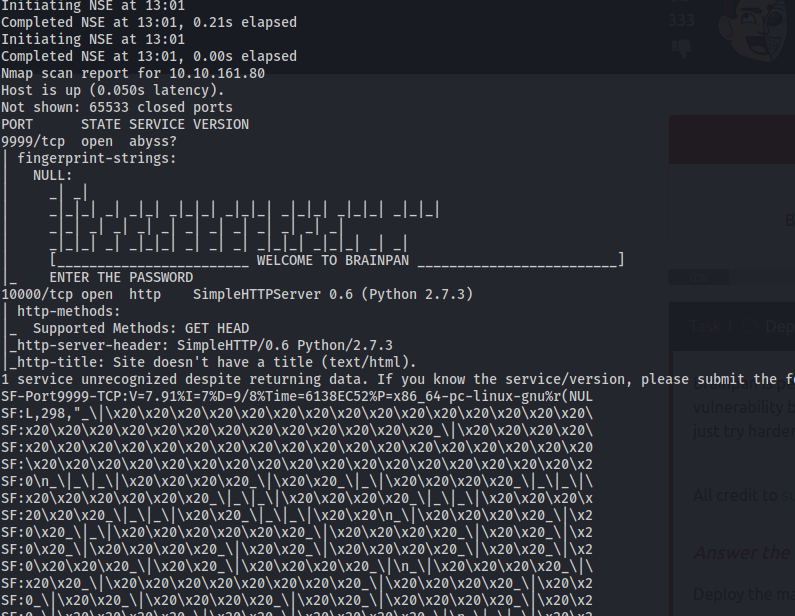 Initiating NSE at 13:01
Completed NSE at 13:01, 0.21s elapsed
Initiating NSE at 13:01
Completed NSE at 13:01, 0.00s elapsed
Nmap scan report for 10.10.161.80
Host is up (0.050s latency).
Not shown: 65533 closed ports
PORT      STATE SERVICE VERSION
9999/tcp  open  abyss?
| fingerprint-strings:
|   NULL:
|     _| _|
|     _|_|_| _| _|_| _|_|_| _|_|_| _|_|_| _|_|_| _|_|_|
|     _|_| _| _| _| _| _| _| _| _| _| _|
|     _|_|_| _| _|_|_| _| _| _| _|_|_| _|_|_| _| _|
|     [________________________ WELCOME TO BRAINPAN _________________________]
|_    ENTER THE PASSWORD
10000/tcp open  http    SimpleHTTPServer 0.6 (Python 2.7.3)
| http-methods:
|_  Supported Methods: GET HEAD
|_http-server-header: SimpleHTTP/0.6 Python/2.7.3
|_http-title: Site doesn't have a title (text/html).
1 service unrecognized despite returning data. If you know the service/version, please submit the
SF-Port9999-TCP:V=7.91%I=7%D=9/8%Time=6138EC52%P=x86_64-pc-linux-gnu%r(NUL
SF:L,298,"_\|\x20\x20\x20\x20\x20\x20\x20\x20\x20\x20\x20\x20\x20\x20\x20\
SF:x20\x20\x20\x20\x20\x20\x20\x20\x20\x20\x20\x20_\|\x20\x20\x20\x20\x20\
SF:x20\x20\x20\x20\x20\x20\x20\x20\x20\x20\x20\x20\x20\x20\x20\x20\x20\x20
SF:\x20\x20\x20\x20\x20\x20\x20\x20\x20\x20\x20\x20\x20\x20\x20\x20\x20\x2
SF:0\n_\|_\|_\|\x20\x20\x20\x20_\|\x20\x20_\|_\|\x20\x20\x20\x20_\|_\|_\|\
SF:x20\x20\x20\x20\x20\x20_\|_\|_\|\x20\x20\x20\x20\x20_\|_\|_\|\x20\x20\x
SF:20\x20\x20_\|_\|_\|\x20\x20_\|_\|_\|\x20\x20\n_\|\x20\x20\x20\x20_\|\x2
SF:0\x20_\|_\|\x20\x20\x20\x20\x20\x20_\|\x20\x20\x20\x20_\|\x20\x20_\|\x2
SF:0\x20_\|\x20\x20\x20\x20_\|\x20\x20_\|\x20\x20\x20\x20_\|\x20\x20_\|\x2
SF:0\x20\x20\x20_\|\x20\x20_\|\x20\x20\x20\x20_\|\n_\|\x20\x20\x20\x20_\|\
SF:x20\x20_\|\x20\x20\x20\x20\x20\x20\x20\x20_\|\x20\x20\x20\x20_\|\x20\x2
SF:0_\|\x20\x20_\|\x20\x20\x20\x20_\|\x20\x20_\|\x20\x20\x20\x20_\|\x20\x2
333
Task 1
vulnerability
just try harder
All credit to
Answer the
Deploy the